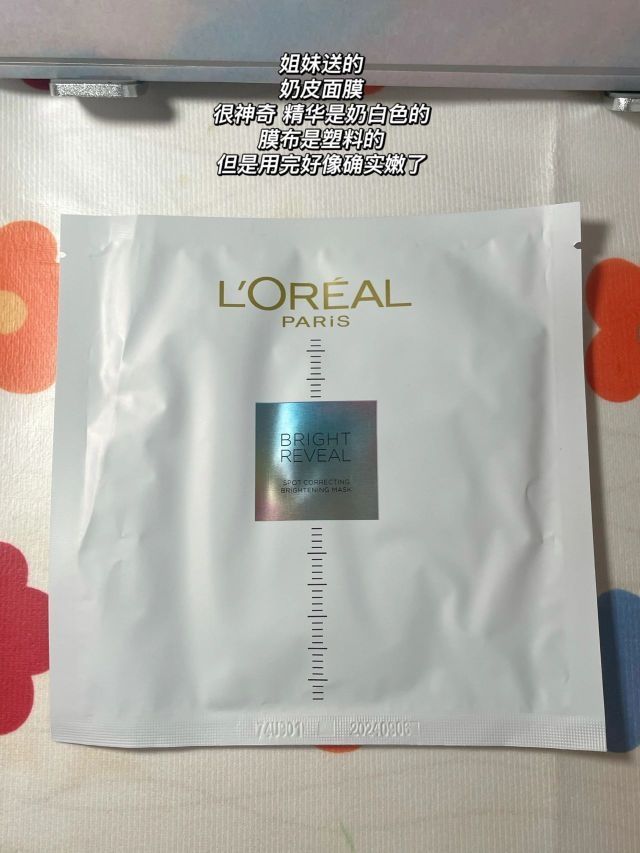 姐妹送的
奶皮面膜
很神奇 精华是奶白色的
膜布是塑料的
但是用完好像确实嫩了
L'ORÉAL
PARiS
BRIGHT
REVEAL
SPOT CORRECTING
BRIGHTENING MASK
74U901 20240806